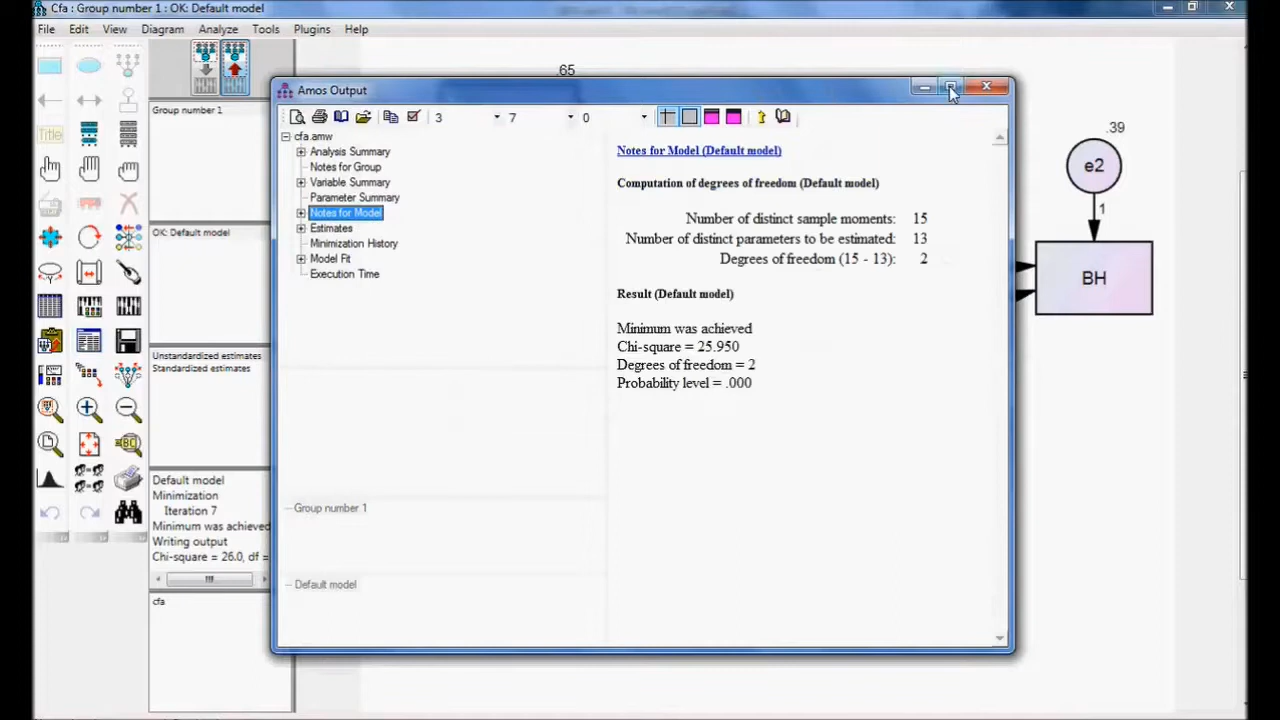 Cfa : Group number 1 : OK: Default model
File Edit View Diagram Analyze Tools Plugins Help
.65
Title
Group number 1
OK: Default model
Unstandardized estimates
Standardized estimates
Default model
Minimization
Iteration 7
Minimum was achieved
Writing output
Chi-square = 26.0, df =
cfa
Amos Output
3 7 0
cfa.amw
Analysis Summary
Notes for Group
Variable Summary
Parameter Summary
Notes for Model
Estimates
Minimization History
Model Fit
Execution Time
Group number 1
Default model
Notes for Model (Default model)
Computation of degrees of freedom (Default model)
Number of distinct sample moments: 15
Number of distinct parameters to be estimated: 13
Degrees of freedom (15 - 13): 2
Result (Default model)
Minimum was achieved
Chi-square = 25.950
Degrees of freedom = 2
Probability level = .000
.39
e2
1
BH